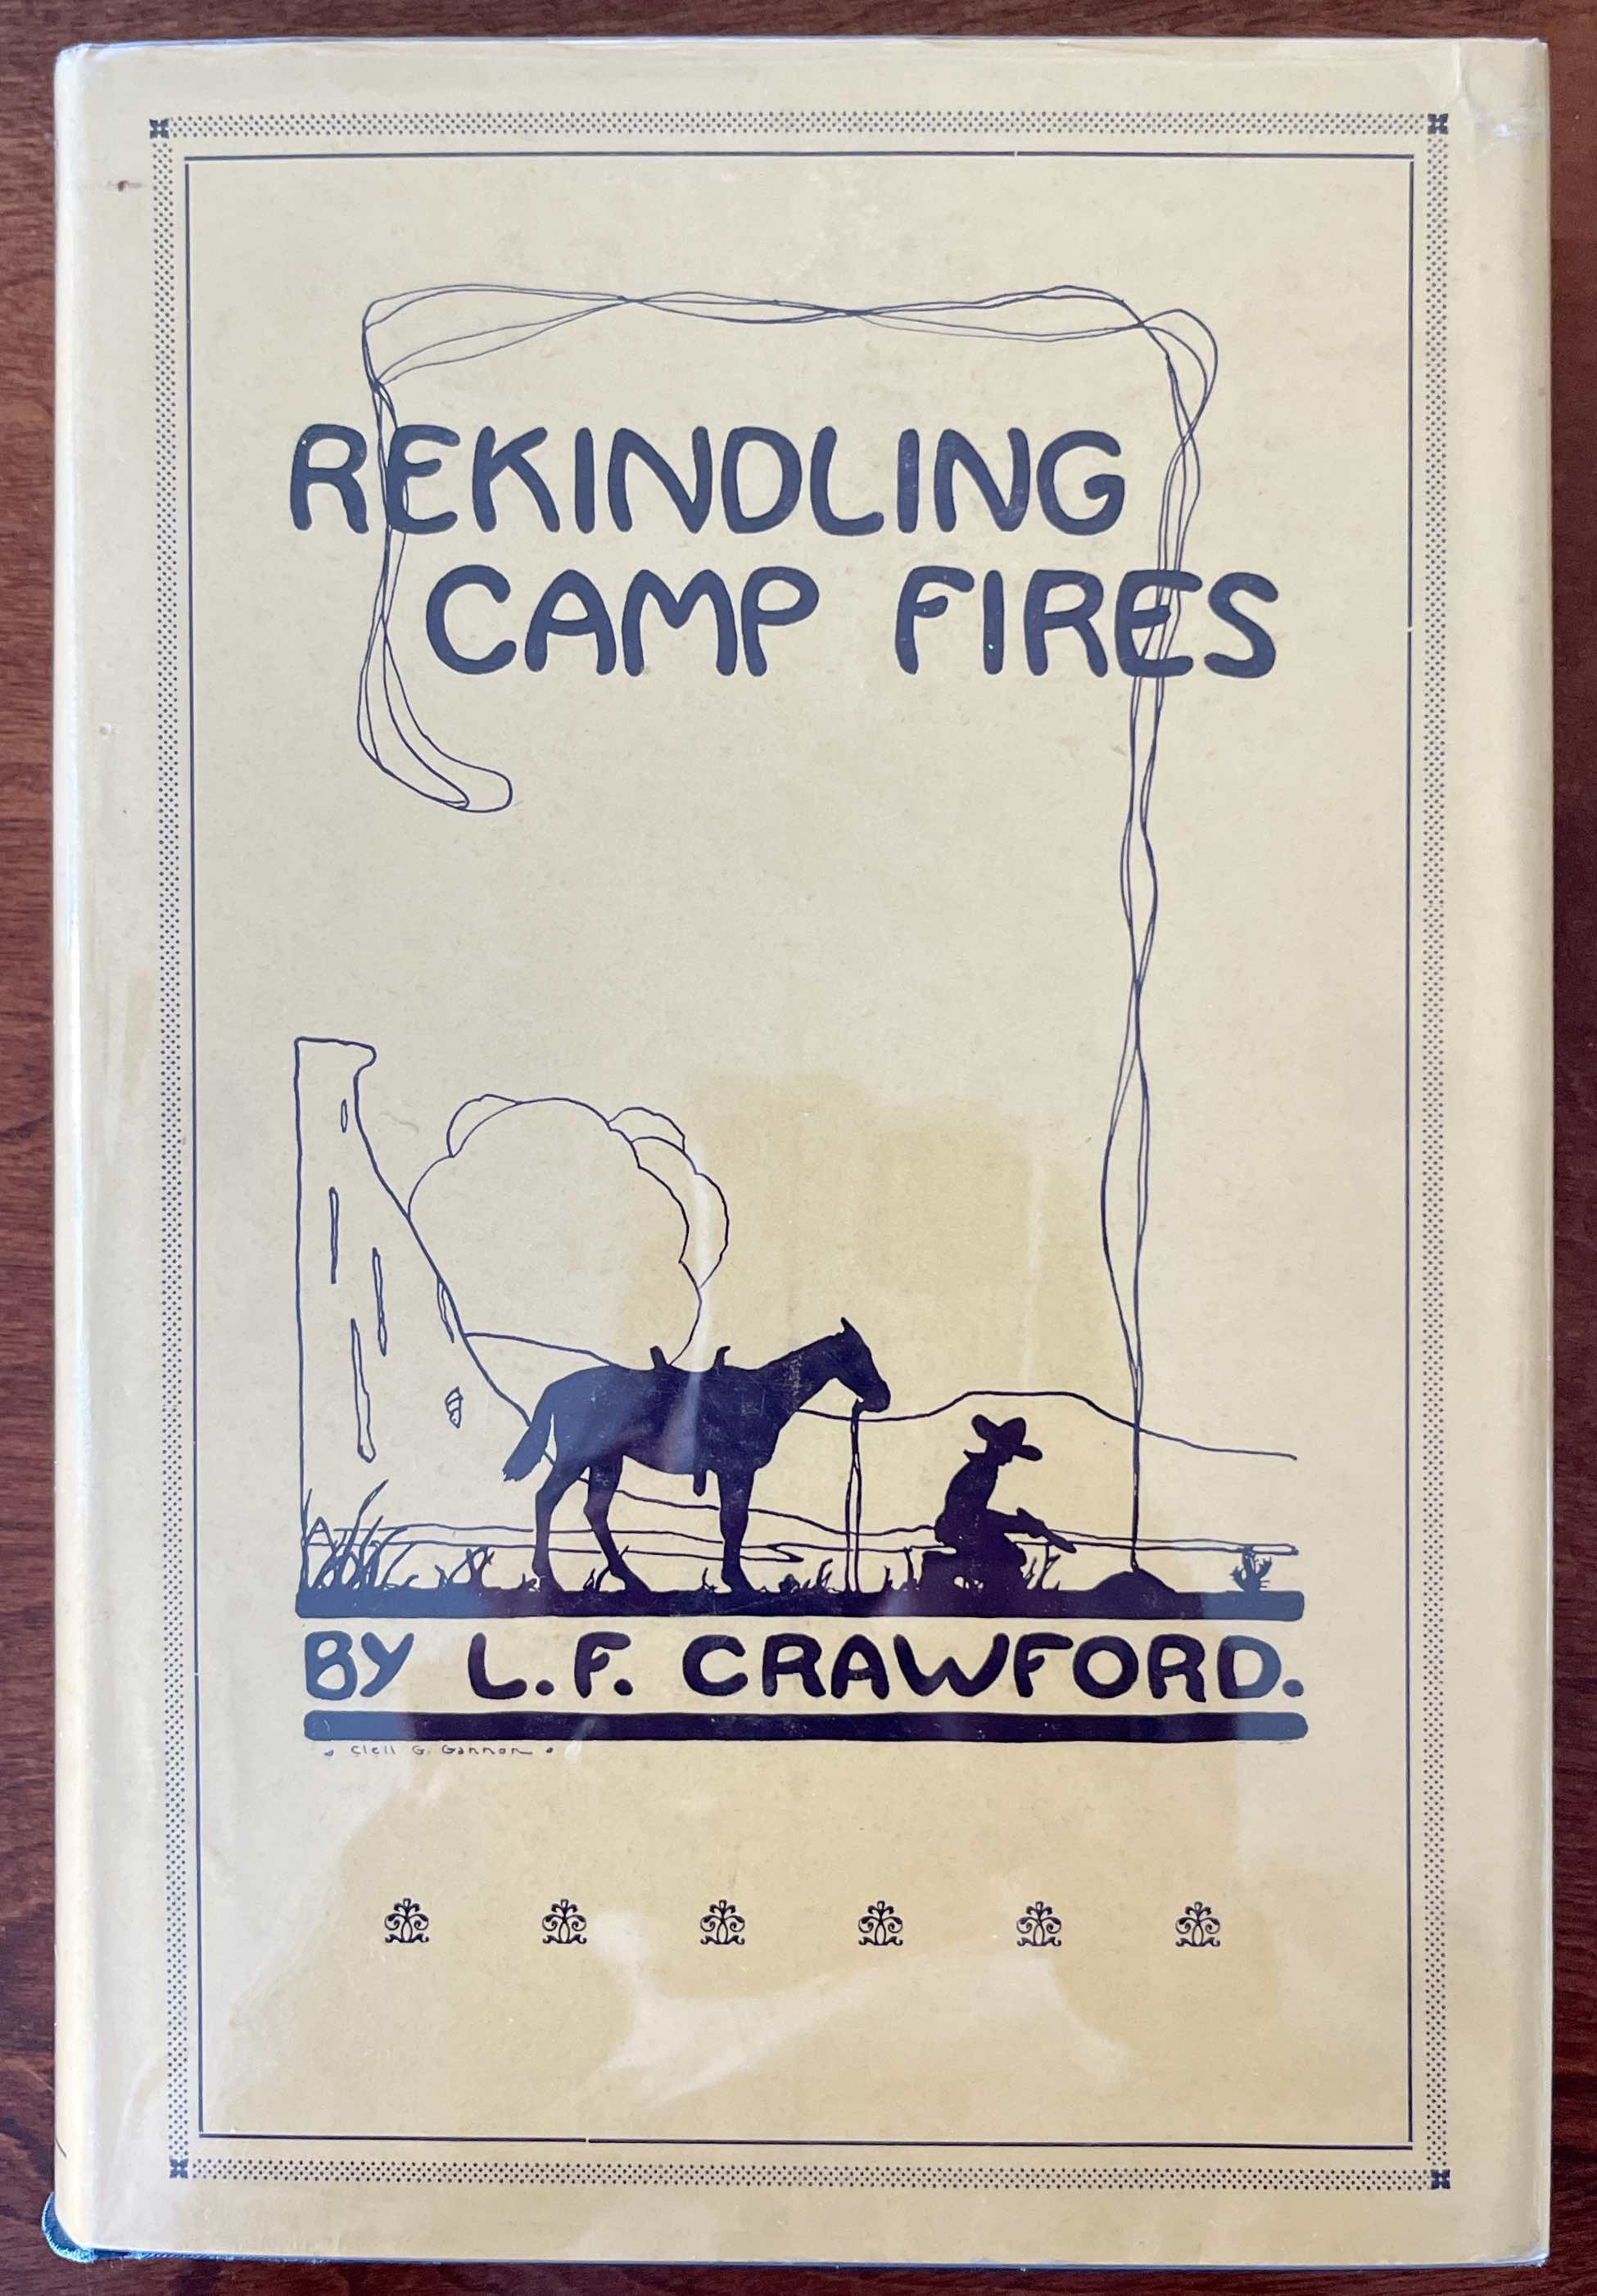 REKINDLING
CAMP FIRES
BY L.F. CRAWFORD.
Clell G. Gannon